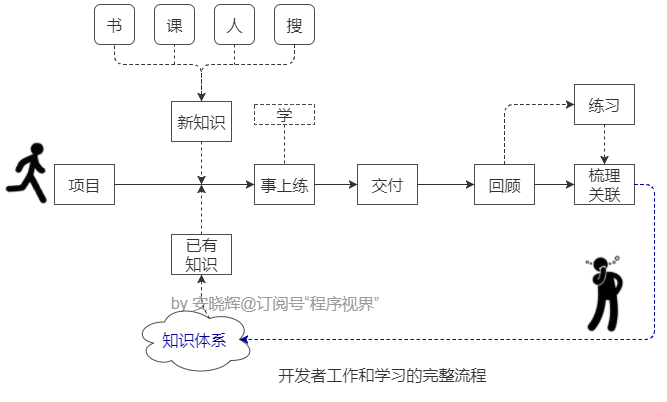 书
课
人
搜
新知识
学
练习
项目
事上练
交付
回顾
梳理
关联
已有
知识
by 安晓辉@订阅号“程序视界”
知识体系
开发者工作和学习的完整流程